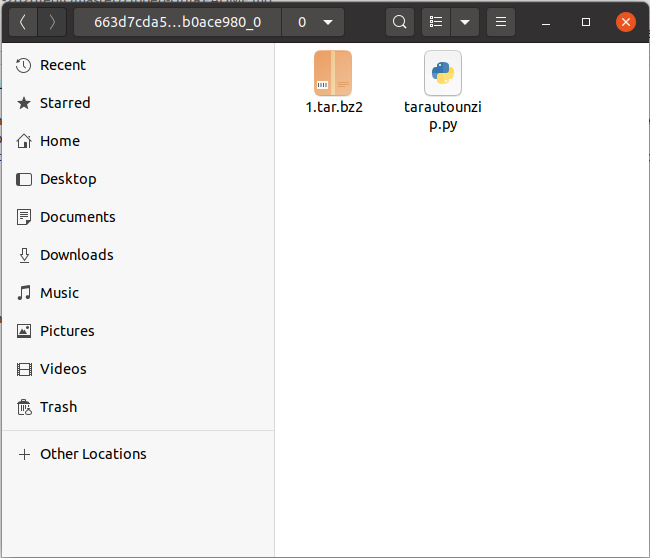 663d7cda5...b0ace980_0
0
Recent
Starred
Home
Desktop
Documents
Downloads
Music
Pictures
Videos
Trash
Other Locations
1.tar.bz2
tarautounzi
p.py